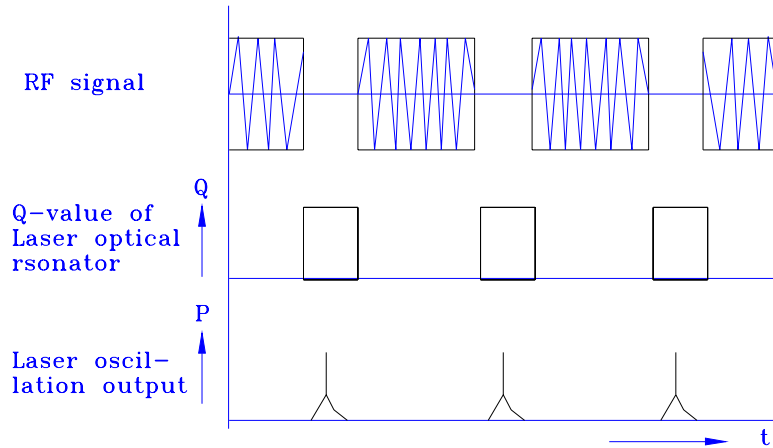 RF signal
Q
Q-value of
Laser optical
rsonator
P
Laser oscil-
lation output
t